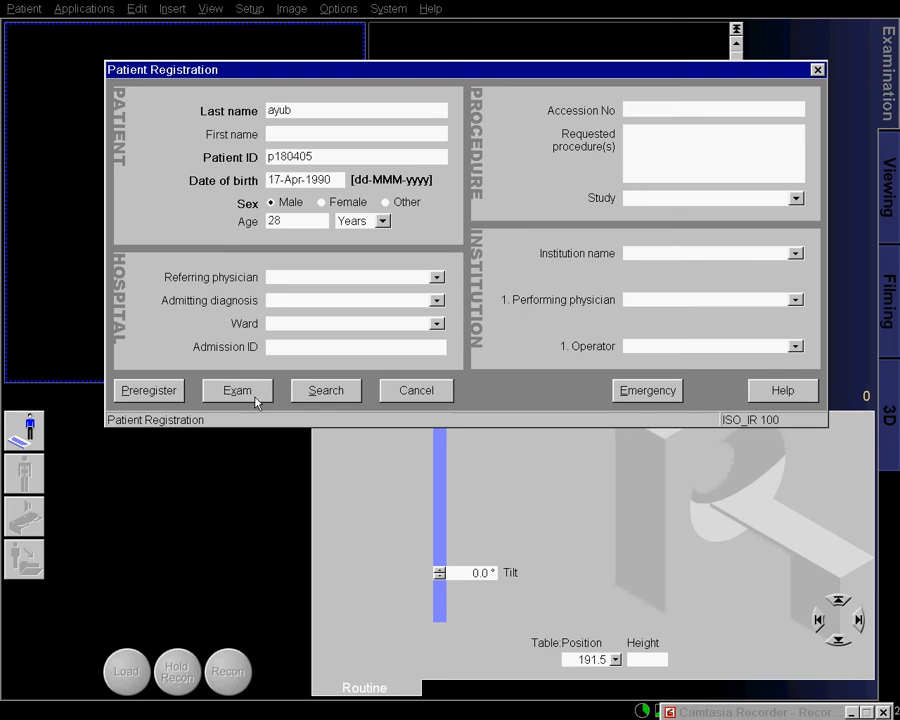 Patient Applications Edit Insert View Setup Image Options System Help
Patient Registration
PATIENT
Last name ayub
First name
Patient ID p180405
Date of birth 17-Apr-1990 [dd-MMM-yyyy]
Sex Male Female Other
Age 28 Years
HOSPITAL
Referring physician
Admitting diagnosis
Ward
Admission ID
PROCEDURE
Accession No
Requested
procedure(s)
Study
INSTITUTION
Institution name
1. Performing physician
1. Operator
Preregister Exam Search Cancel Emergency Help
Patient Registration ISO_IR 100
Examination
Viewing
Filming
3D
0
0.0 ° Tilt
Table:Position Height
191.5
Load Hold Recon Recon
Routine
Camtasia Recorder - Recor
2